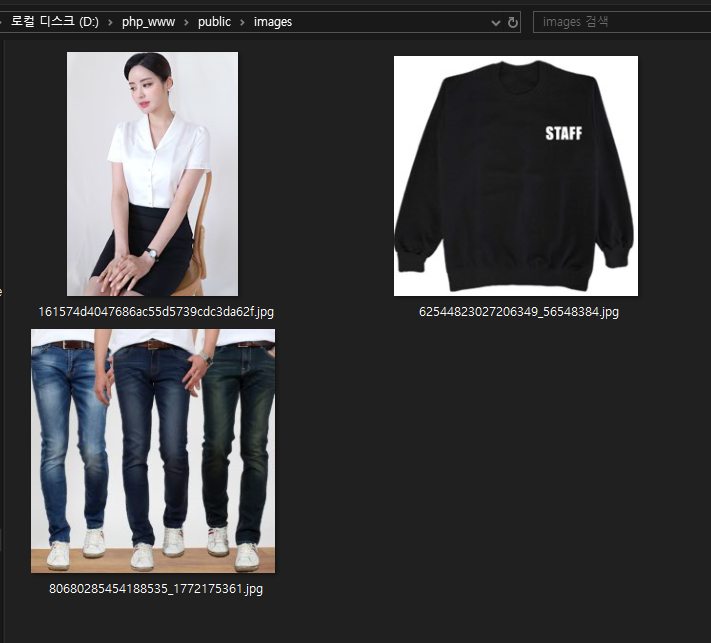 로컬 디스크 (D:) › php_www › public › images
images 검색
STAFF
161574d4047686ac55d5739cdc3da62f.jpg
62544823027206349_56548384.jpg
80680285454188535_1772175361.jpg